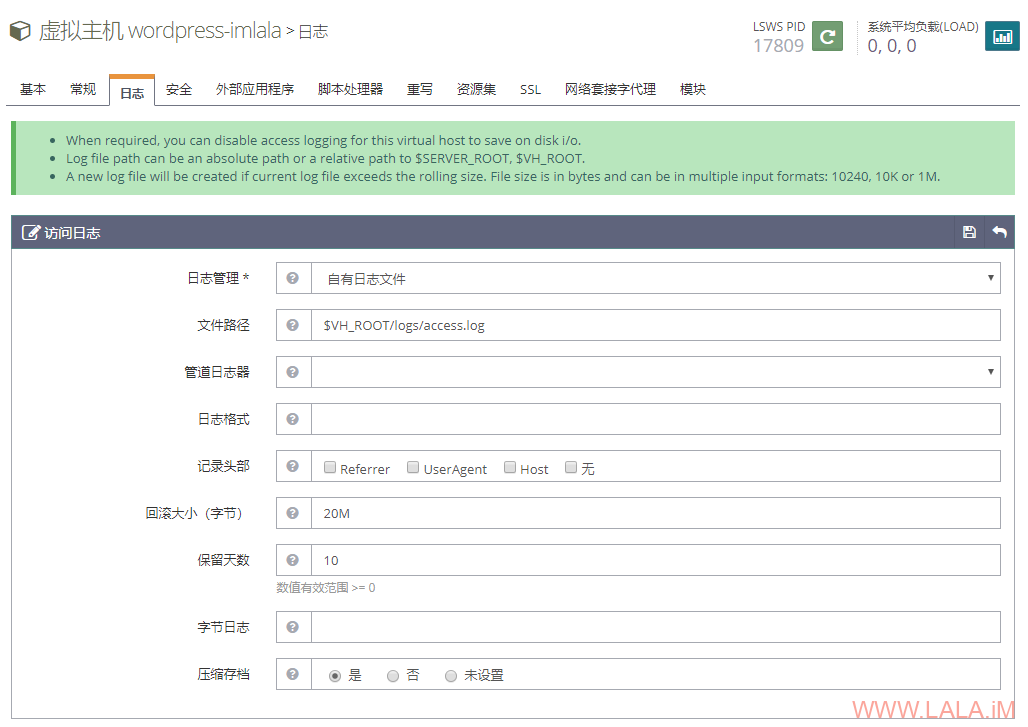 虚拟主机 wordpress-imlala > 日志
LSWS PID
17809
系统平均负载(LOAD)
0, 0, 0
基本 常规 日志 安全 外部应用程序 脚本处理器 重写 资源集 SSL 网络套接字代理 模块
When required, you can disable access logging for this virtual host to save on disk i/o.
Log file path can be an absolute path or a relative path to $SERVER_ROOT, $VH_ROOT.
A new log file will be created if current log file exceeds the rolling size. File size is in bytes and can be in multiple input formats: 10240, 10K or 1M.
访问日志
日志管理 * 自有日志文件
文件路径 $VH_ROOT/logs/access.log
管道日志器
日志格式
记录头部 Referrer UserAgent Host 无
回滚大小（字节） 20M
保留天数 10
数值有效范围 >= 0
字节日志
压缩存档 是 否 未设置
WWW.LALA.iM